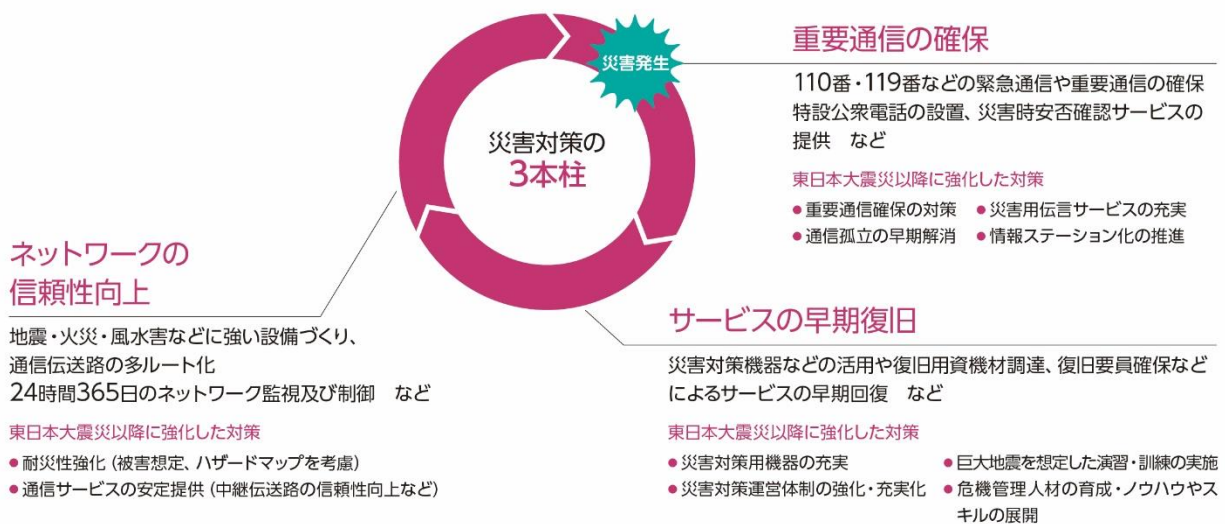 災害発生
災害対策の
3本柱
重要通信の確保
110番・119番などの緊急通信や重要通信の確保
特設公衆電話の設置、災害時安否確認サービスの
提供 など
東日本大震災以降に強化した対策
●重要通信確保の対策 ●災害用伝言サービスの充実
●通信孤立の早期解消 ●情報ステーション化の推進
ネットワークの
信頼性向上
地震・火災・風水害などに強い設備づくり、
通信伝送路の多ルート化
24時間365日のネットワーク監視及び制御 など
東日本大震災以降に強化した対策
●耐災性強化（被害想定、ハザードマップを考慮）
●通信サービスの安定提供（中継伝送路の信頼性向上など）
サービスの早期復旧
災害対策機器などの活用や復旧用資機材調達、復旧要員確保など
によるサービスの早期回復 など
東日本大震災以降に強化した対策
●災害対策用機器の充実
●災害対策運営体制の強化・充実化
●巨大地震を想定した演習・訓練の実施
●危機管理人材の育成・ノウハウやス
キルの展開